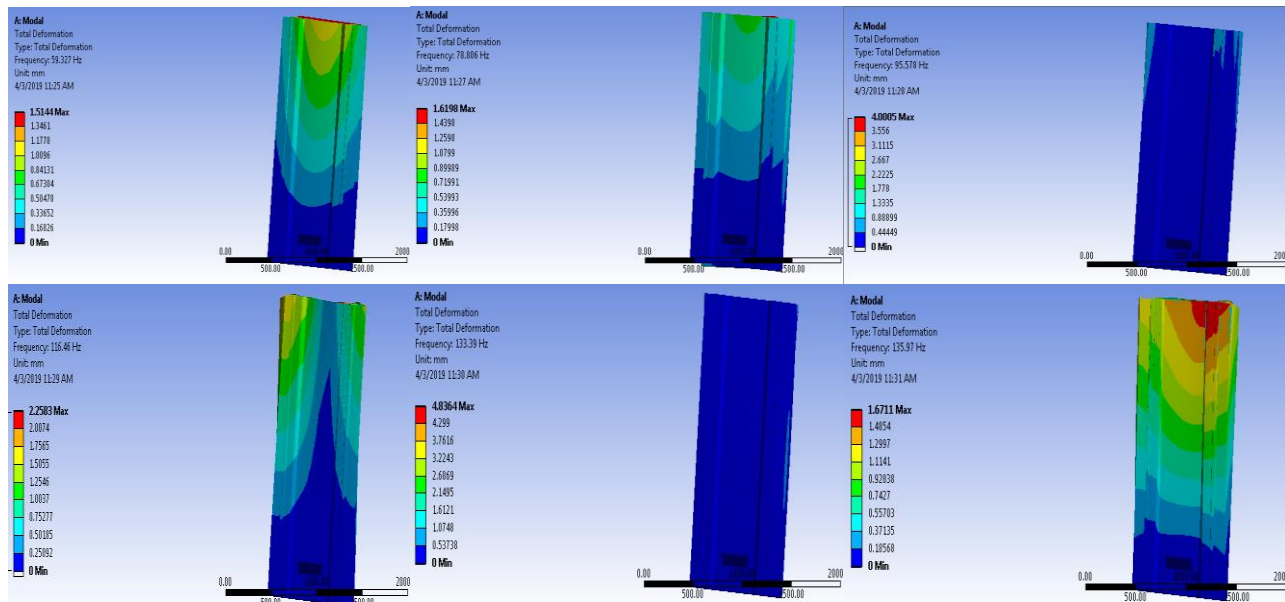 A: Modal
Total Deformation
Type: Total Deformation
Frequency: 59.327 Hz
Unit: mm
4/3/2019 11:25 AM
1.5144 Max
1.3461
1.1778
1.0096
0.84131
0.67304
0.50478
0.33652
0.16826
0 Min
0.00
2000
500.00
1500.00
A: Modal
Total Deformation
Type: Total Deformation
Frequency: 78.806 Hz
Unit: mm
4/3/2019 11:27 AM
1.6198 Max
1.4398
1.2598
1.0799
0.89989
0.71991
0.53993
0.35996
0.17998
0 Min
0.00
2000
500.00
1500.00
A: Modal
Total Deformation
Type: Total Deformation
Frequency: 95.578 Hz
Unit: mm
4/3/2019 11:28 AM
4.0005 Max
3.556
3.1115
2.667
2.2225
1.778
1.3335
0.88899
0.44449
0 Min
0.00
200
500.00
1500.00
A: Modal
Total Deformation
Type: Total Deformation
Frequency: 116.46 Hz
Unit: mm
4/3/2019 11:29 AM
2.2583 Max
2.0074
1.7565
1.5055
1.2546
1.0037
0.75277
0.50185
0.25092
0 Min
0.00
2000
A: Modal
Total Deformation
Type: Total Deformation
Frequency: 133.39 Hz
Unit: mm
4/3/2019 11:30 AM
4.8364 Max
4.299
3.7616
3.2243
2.6869
2.1495
1.6121
1.0748
0.53738
0 Min
0.00
2000
500.00
1500.00
A: Modal
Total Deformation
Type: Total Deformation
Frequency: 135.97 Hz
Unit: mm
4/3/2019 11:31 AM
1.6711 Max
1.4854
1.2997
1.1141
0.92838
0.7427
0.55703
0.37135
0.18568
0 Min
0.00
200
500.00
1500.00